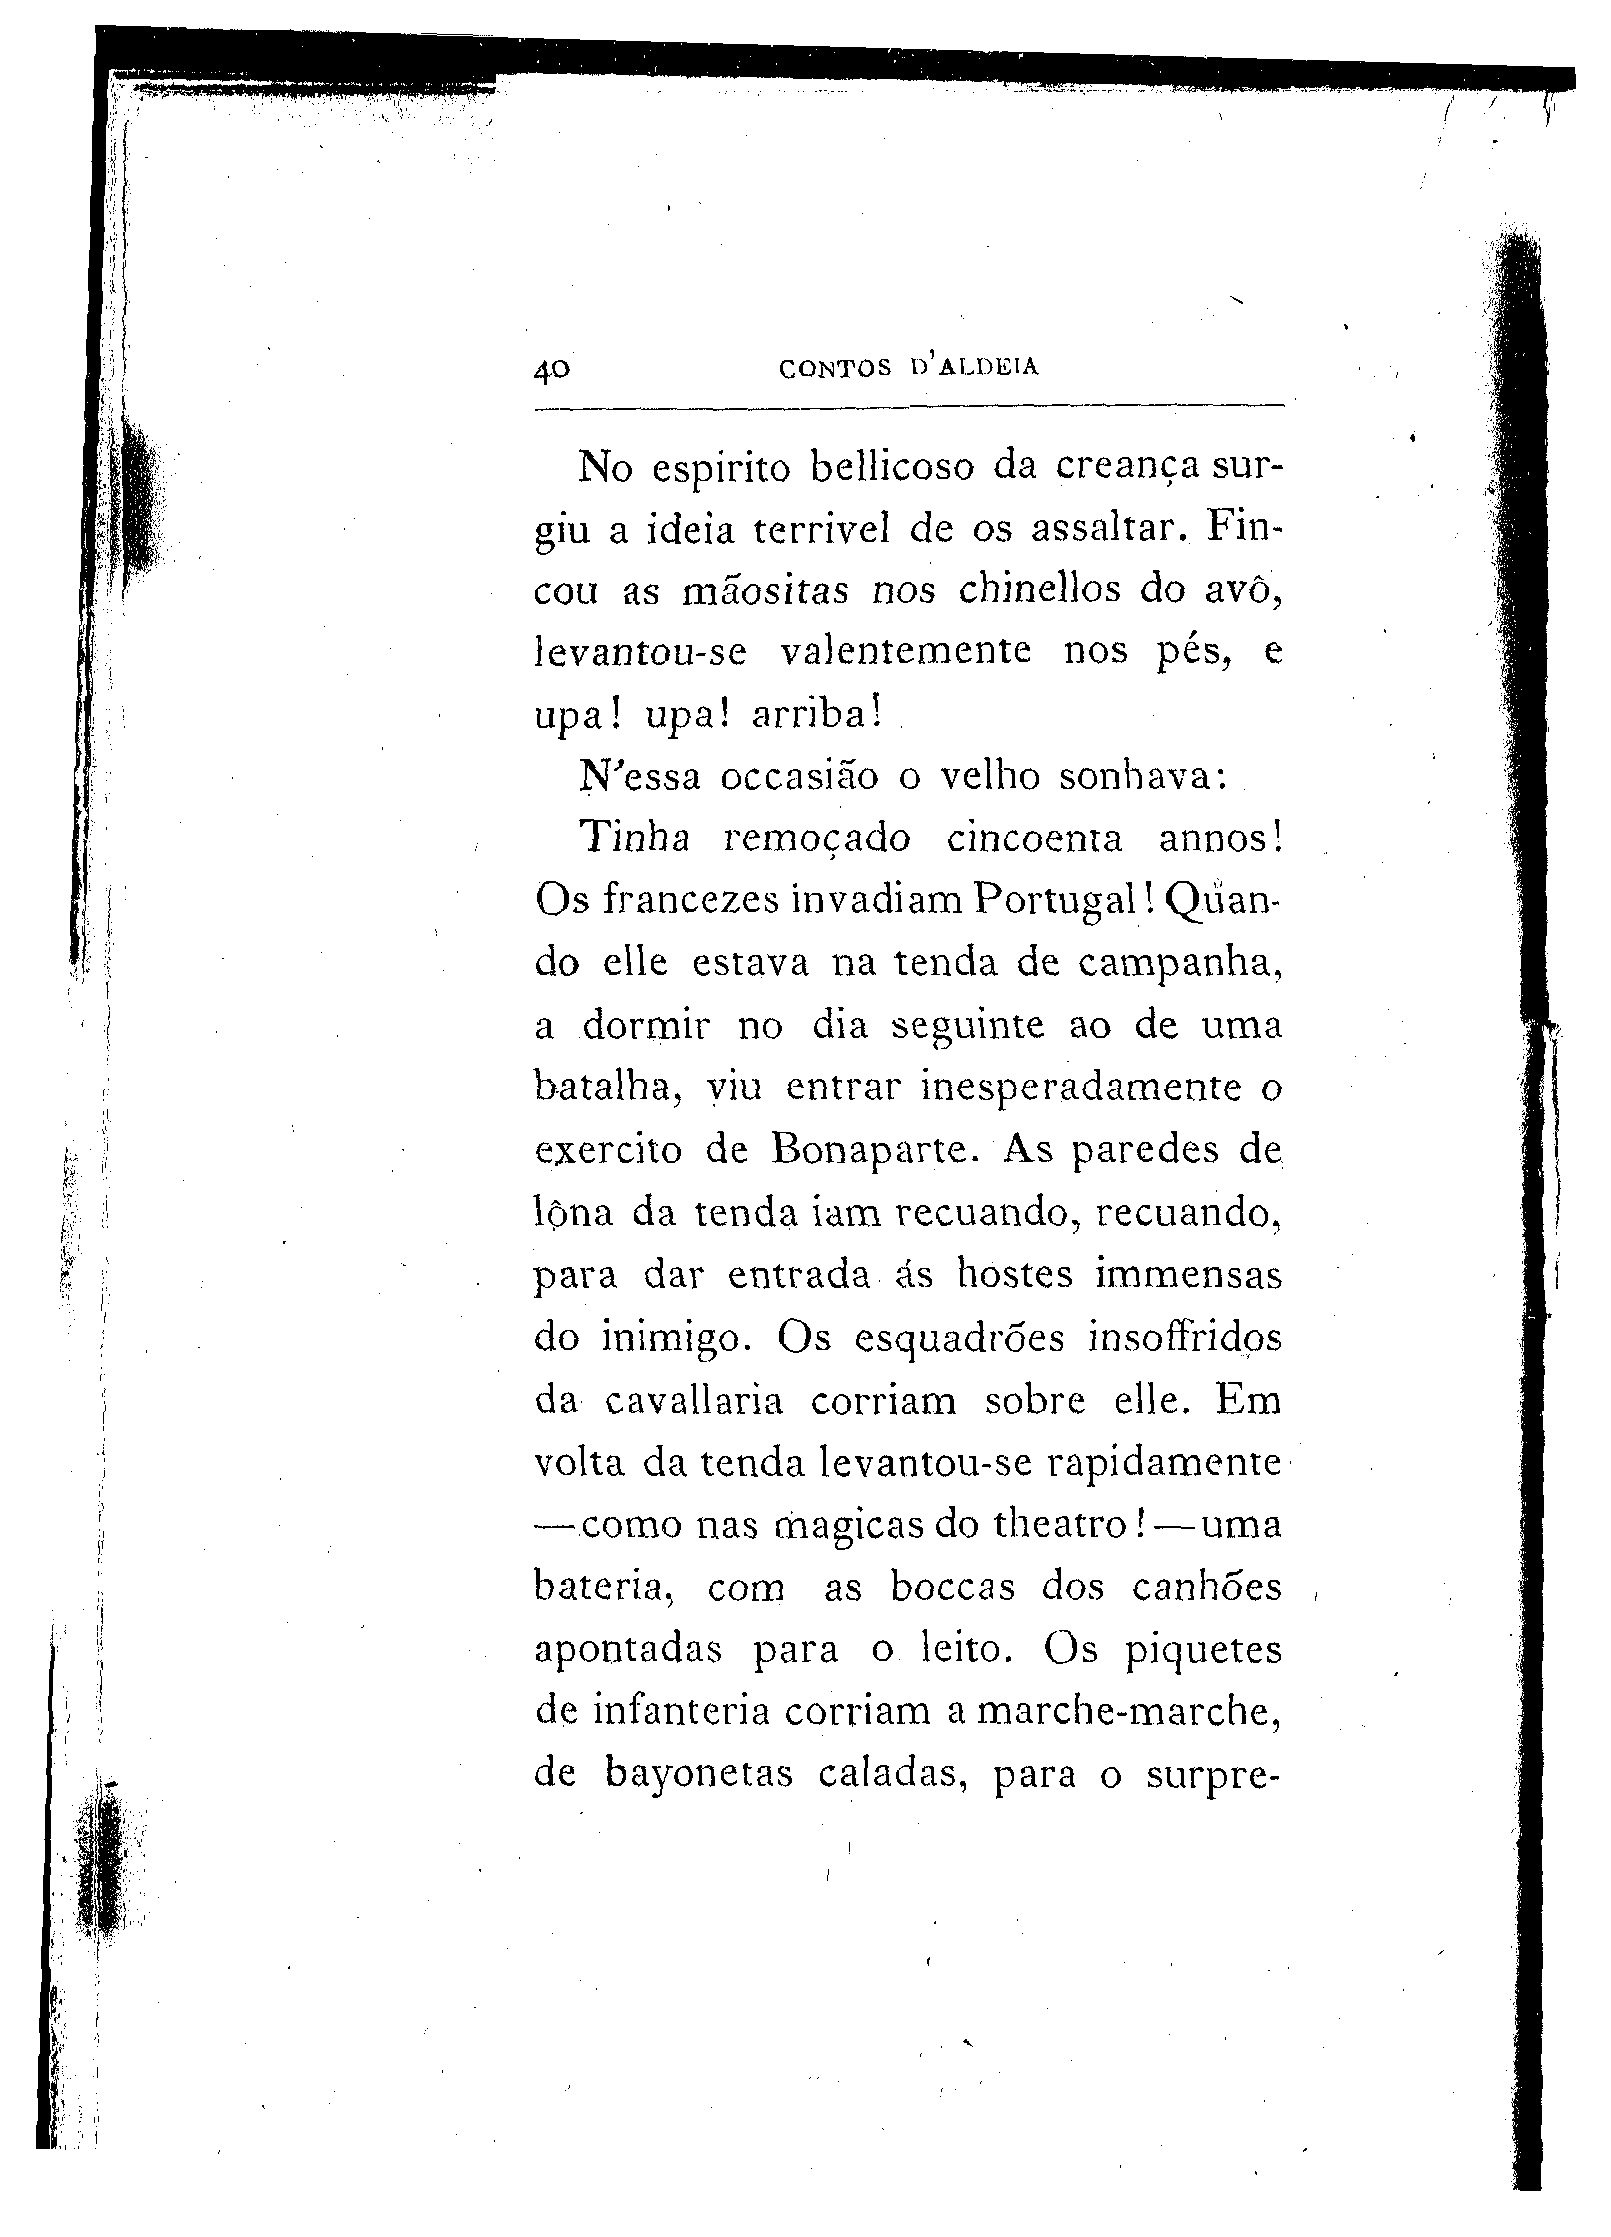 40 CONTOS D'ALDEIA
No espirito bellicoso da creança sur-
giu a ideia terrivel de os assaltar. Fin-
cou as mãositas nos chinellos do avô,
levantou-se valentemente nos pés, e
upa! upa! arriba!
N'essa occasião o velho sonhava:
Tinha remoçado cincoenta annos!
Os francezes invadiam Portugal! Quan-
do elle estava na tenda de campanha,
a dormir no dia seguinte ao de uma
batalha, viu entrar inesperadamente o
exercito de Bonaparte. As paredes de
lôna da tenda iam recuando, recuando,
para dar entrada ás hostes immensas
do inimigo. Os esquadrões insoffridos
da cavallaria corriam sobre elle. Em
volta da tenda levantou-se rapidamente
—como nas magicas do theatro!—uma
bateria, com as boccas dos canhões
apontadas para o leito. Os piquetes
de infanteria corriam a marche-marche,
de bayonetas caladas, para o surpre-